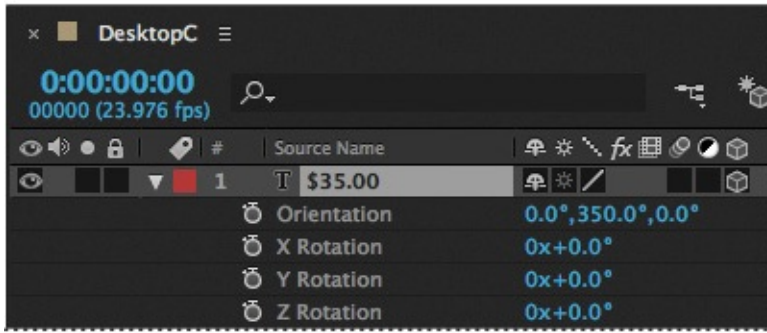 × DesktopC ≡
0:00:00:00
00000 (23.976 fps)
# Source Name fx
1 T $35.00
Orientation 0.0°,350.0°,0.0°
X Rotation 0x+0.0°
Y Rotation 0x+0.0°
Z Rotation 0x+0.0°